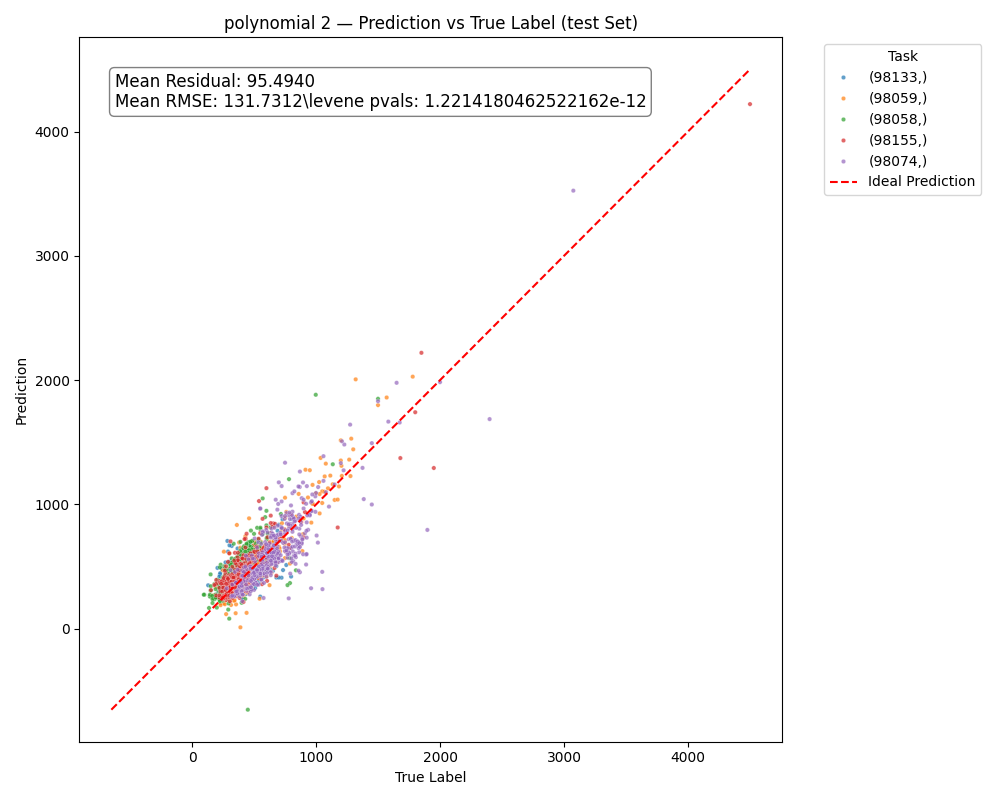 polynomial 2 — Prediction vs True Label (test Set)
Mean Residual: 95.4940
Mean RMSE: 131.7312\levene pvals: 1.2214180462522162e-12
Task
(98133,)
(98059,)
(98058,)
(98155,)
(98074,)
Ideal Prediction
Prediction
4000
3000
2000
1000
0
0 1000 2000 3000 4000
True Label